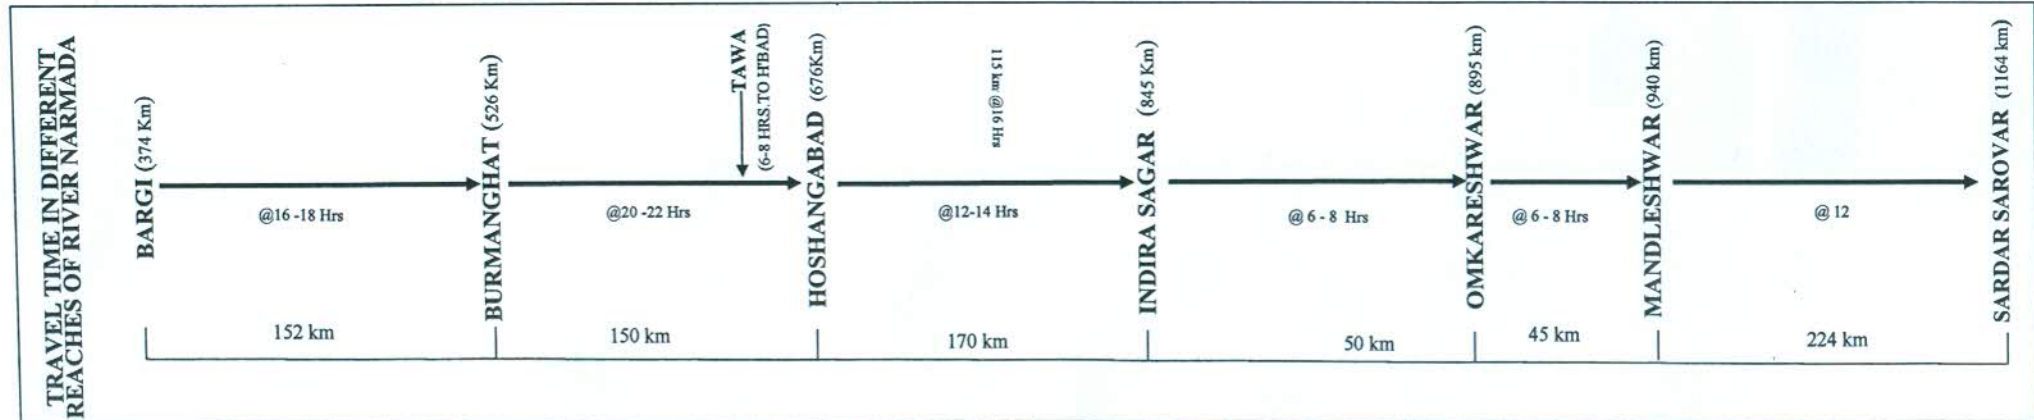 TRAVEL TIME IN DIFFERENT
REACHES OF RIVER NARMADA
BARGI (374 Km)
@16 -18 Hrs
152 km
BURMANGHAT (526 Km)
@20 -22 Hrs
150 km
TAWA
(6-8 HRS.TO H'BAD)
HOSHANGABAD (676Km)
@12-14 Hrs
115 km @16 Hrs
170 km
INDIRA SAGAR (845 Km)
@ 6 - 8 Hrs
50 km
OMKARESHWAR (895 km)
@ 6 - 8 Hrs
45 km
MANDLESHWAR (940 km)
@ 12
224 km
SARDAR SAROVAR (1164 km)